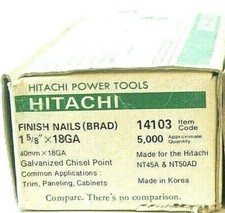 HITACHI POWER TOOLS
HITACHI
FINISH NAILS (BRAD)
1 5/8" × 18GA
40mm × 18GA
Galvanized Chisel Point
Common Applications :
Trim, Paneling, Cabinets
14103 Item Code
5,000 Approximate Quantity
Made for the Hitachi
NT45A & NT50AD
Made in Korea
Compare. There's no comparison.